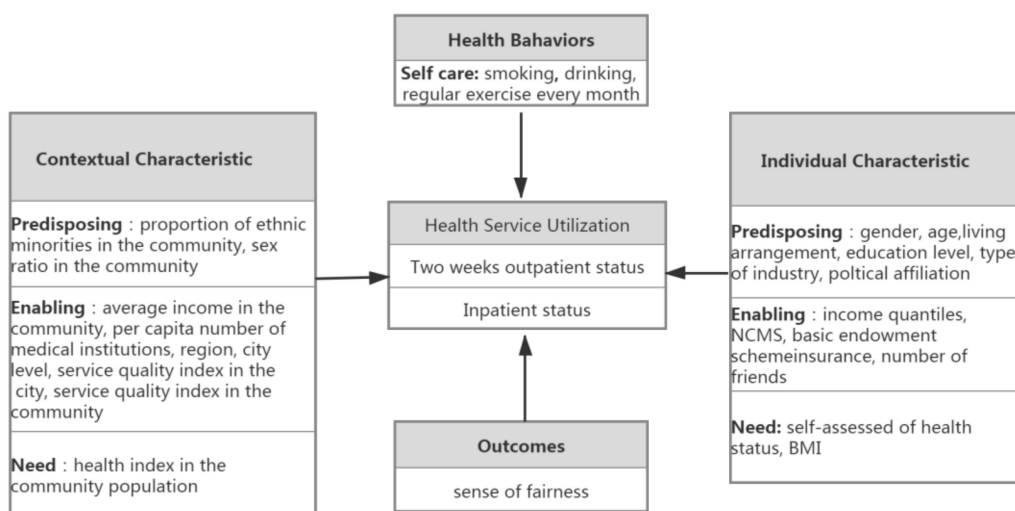 Health Bahaviors
Self care: smoking, drinking,
regular exercise every month
Contextual Characteristic
Predisposing : proportion of ethnic
minorities in the community, sex
ratio in the community
Enabling : average income in the
community, per capita number of
medical institutions, region, city
level, service quality index in the
city, service quality index in the
community
Need : health index in the
community population
Health Service Utilization
Two weeks outpatient status
Inpatient status
Outcomes
sense of fairness
Individual Characteristic
Predisposing : gender, age,living
arrangement, education level, type
of industry, poltical affiliation
Enabling : income quantiles,
NCMS, basic endowment
schemeinsurance, number of
friends
Need: self-assessed of health
status, BMI